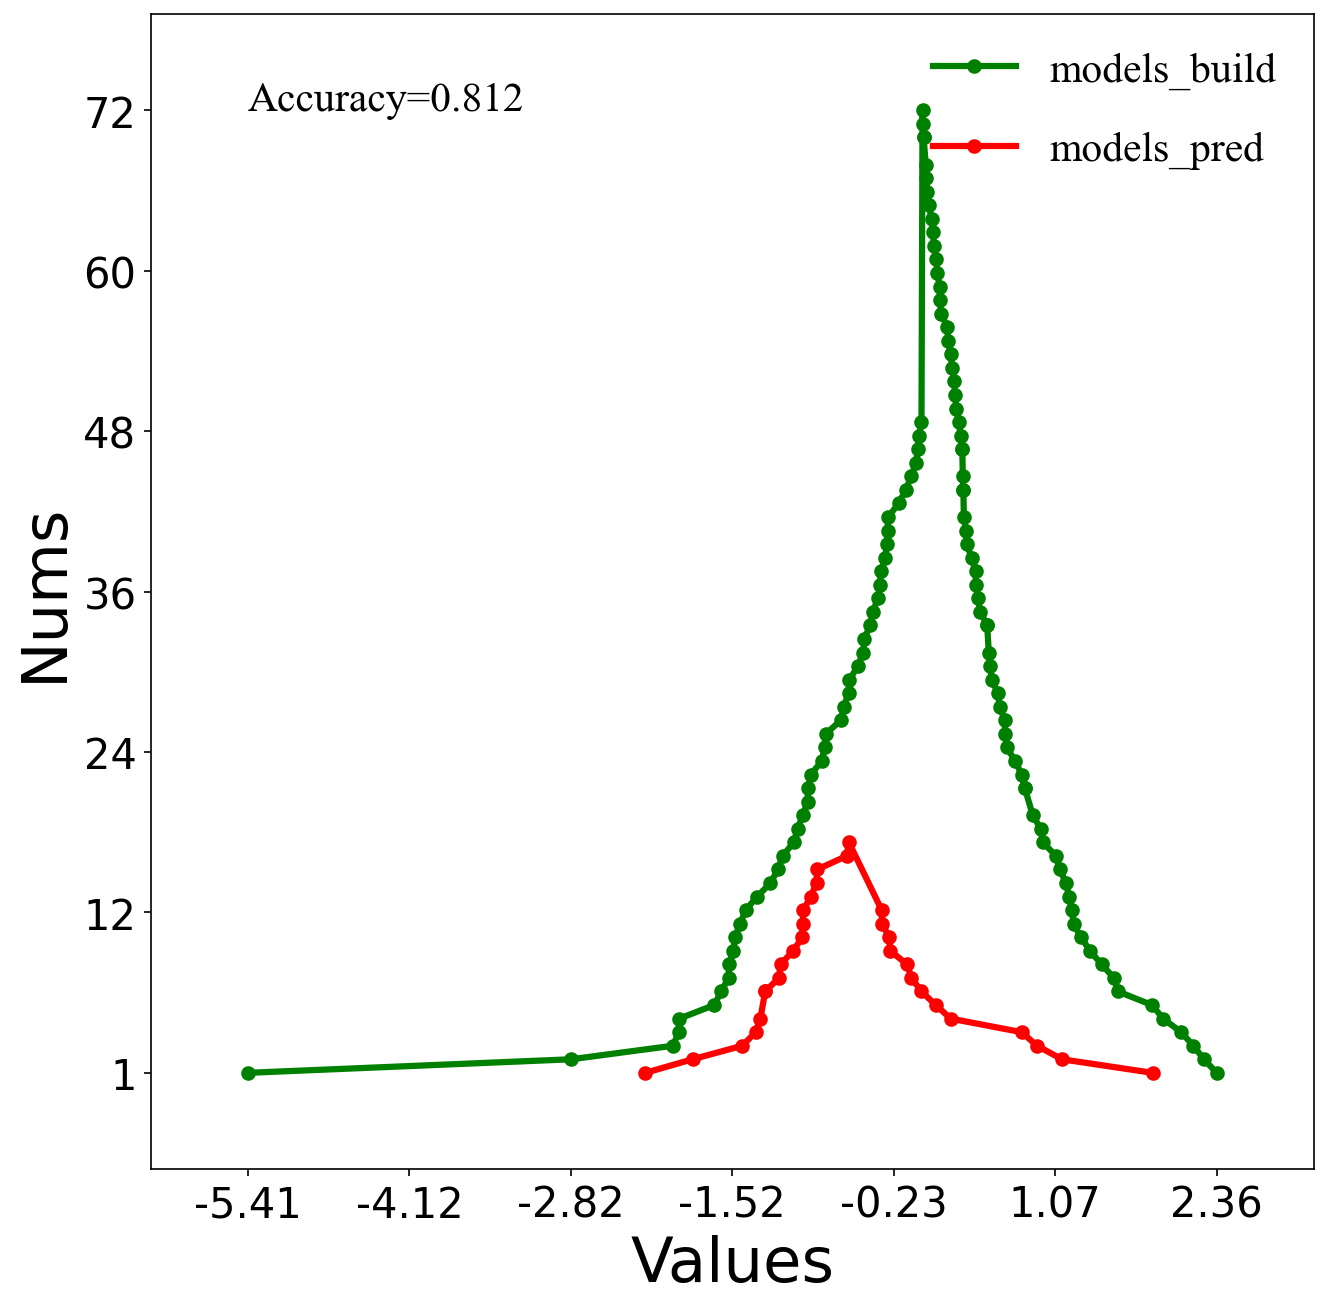 Accuracy=0.812
models_build
models_pred
72
60
48
36
24
12
1
Nums
-5.41 -4.12 -2.82 -1.52 -0.23 1.07 2.36
Values